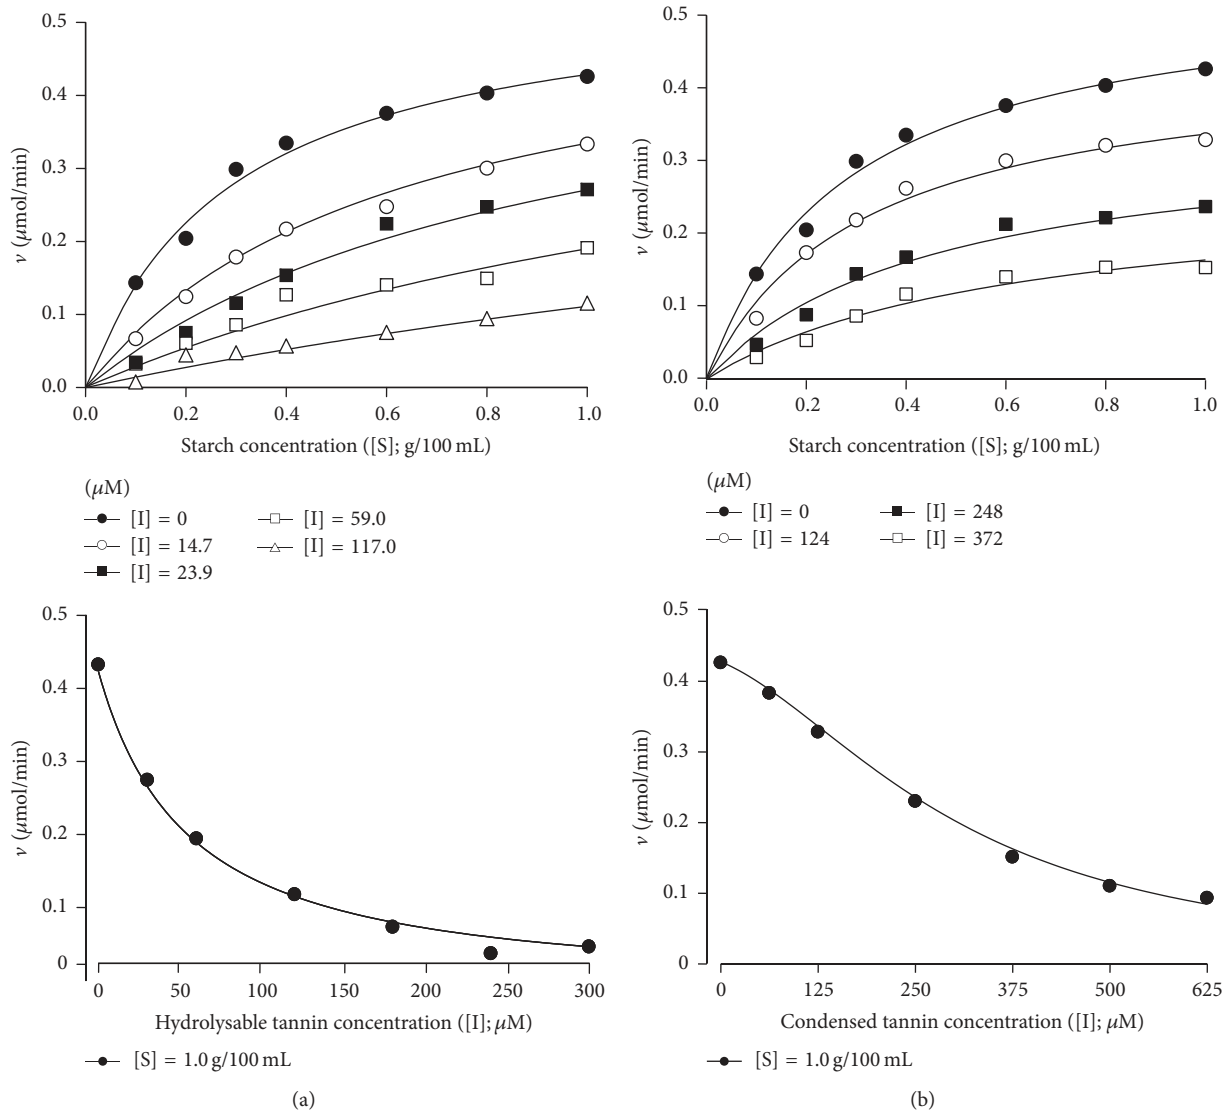 0.5
0.4
0.3
0.2
0.1
0.0
v (μmol/min)
0.0 0.2 0.4 0.6 0.8 1.0
Starch concentration ([S]; g/100 mL)
(μM)
[I] = 0 [I] = 59.0
[I] = 14.7 [I] = 117.0
[I] = 23.9
0.5
0.4
0.3
0.2
0.1
0.0
v (μmol/min)
0.0 0.2 0.4 0.6 0.8 1.0
Starch concentration ([S]; g/100 mL)
(μM)
[I] = 0 [I] = 248
[I] = 124 [I] = 372
0.5
0.4
0.3
0.2
0.1
0
v (μmol/min)
0 50 100 150 200 250 300
Hydrolysable tannin concentration ([I]; μM)
[S] = 1.0 g/100 mL
(a)
0.5
0.4
0.3
0.2
0.1
0
v (μmol/min)
0 125 250 375 500 625
Condensed tannin concentration ([I]; μM)
[S] = 1.0 g/100 mL
(b)